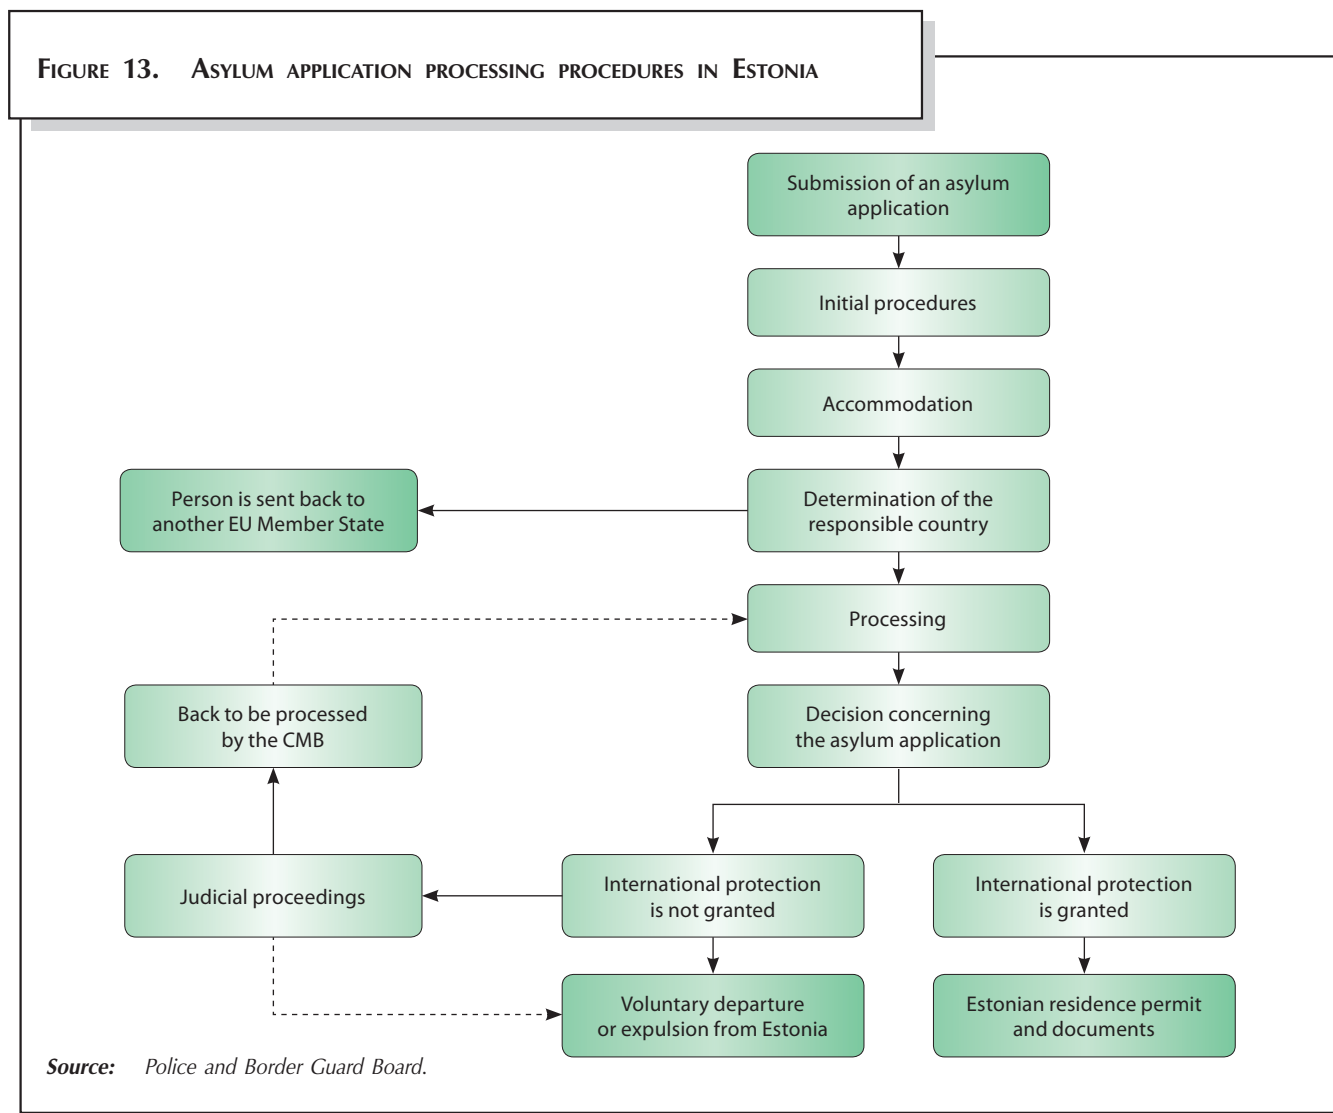 FIGURE 13. ASYLUM APPLICATION PROCESSING PROCEDURES IN ESTONIA
Submission of an asylum
application
Initial procedures
Accommodation
Person is sent back to
another EU Member State
Determination of the
responsible country
Processing
Back to be processed
by the CMB
Decision concerning
the asylum application
Judicial proceedings
International protection
is not granted
International protection
is granted
Voluntary departure
or expulsion from Estonia
Estonian residence permit
and documents
Source: Police and Border Guard Board.